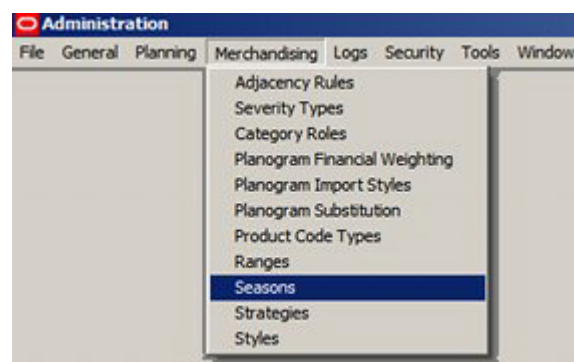 Administration
File General Planning Merchandising Logs Security Tools Window
Adjacency Rules
Severity Types
Category Roles
Planogram Financial Weighting
Planogram Import Styles
Planogram Substitution
Product Code Types
Ranges
Seasons
Strategies
Styles